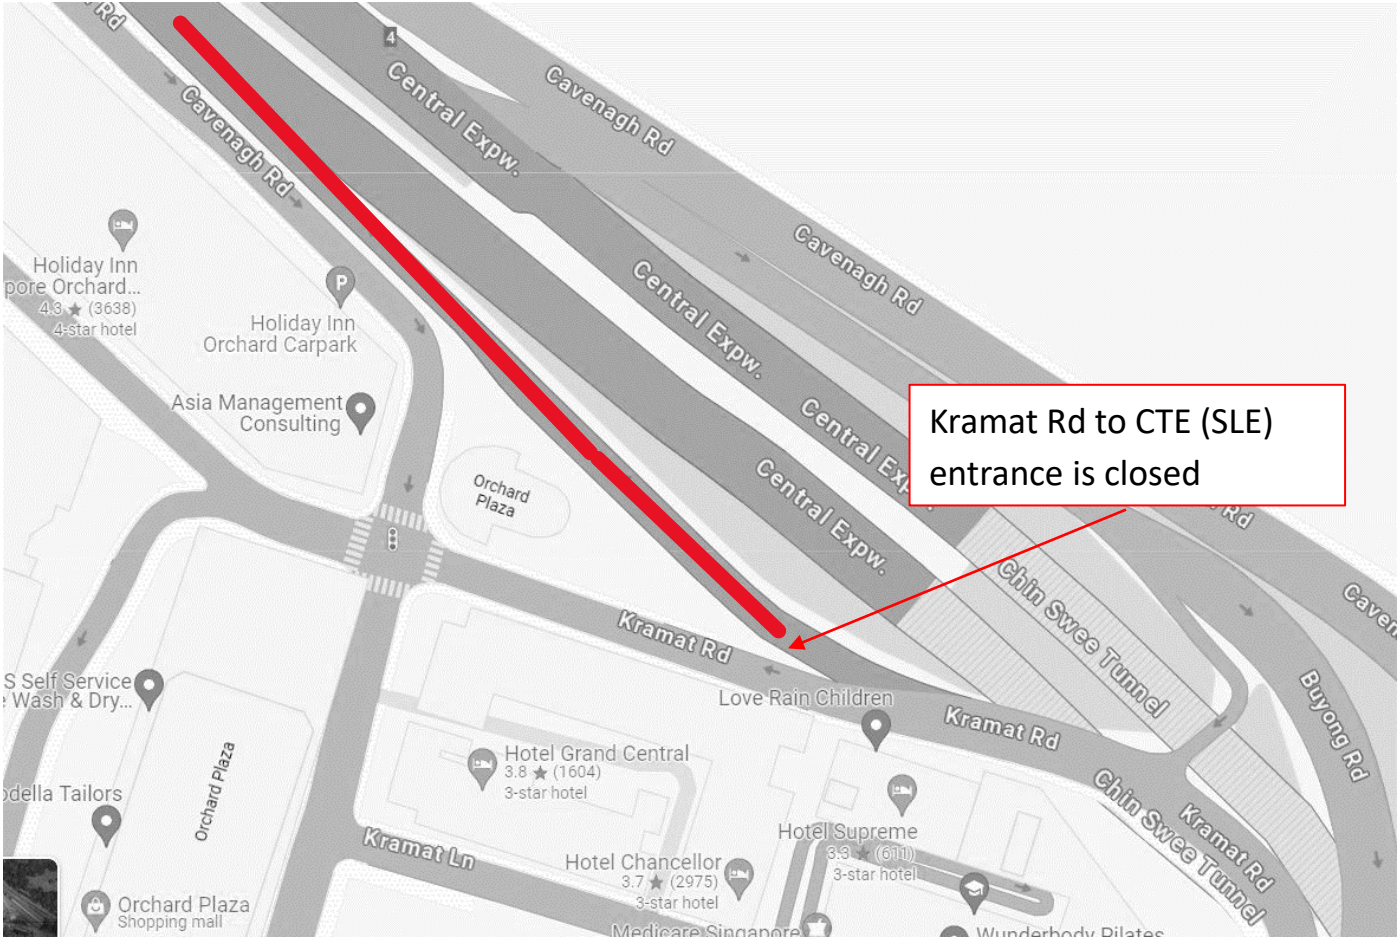 Rd
4
Central Expw.
Cavenagh Rd
Cavenagh Rd
Cavenagh Rd
Holiday Inn
pore Orchard...
4.3 ★ (3638)
4-star hotel
P
Holiday Inn
Orchard Carpark
Central Expw.
Asia Management
Consulting
Kramat Rd to CTE (SLE)
entrance is closed
Central Exp
Rd
Orchard
Plaza
Central Expw.
Chin Swee Tunnel
Kramat Rd
S Self Service
Wash & Dry...
Love Rain Children
Kramat Rd
Buyong Rd
Caven
Hotel Grand Central
3.8 ★ (1604)
3-star hotel
Orchard Plaza
della Tailors
Chin Swee Tunnel
Kramat Rd
Hotel Supreme
3.3 ★ (611)
3-star hotel
Kramat Ln
Hotel Chancellor
3.7 ★ (2975)
3-star hotel
Orchard Plaza
Shopping mall
Medicare Singapore
Wunderbody Pilates